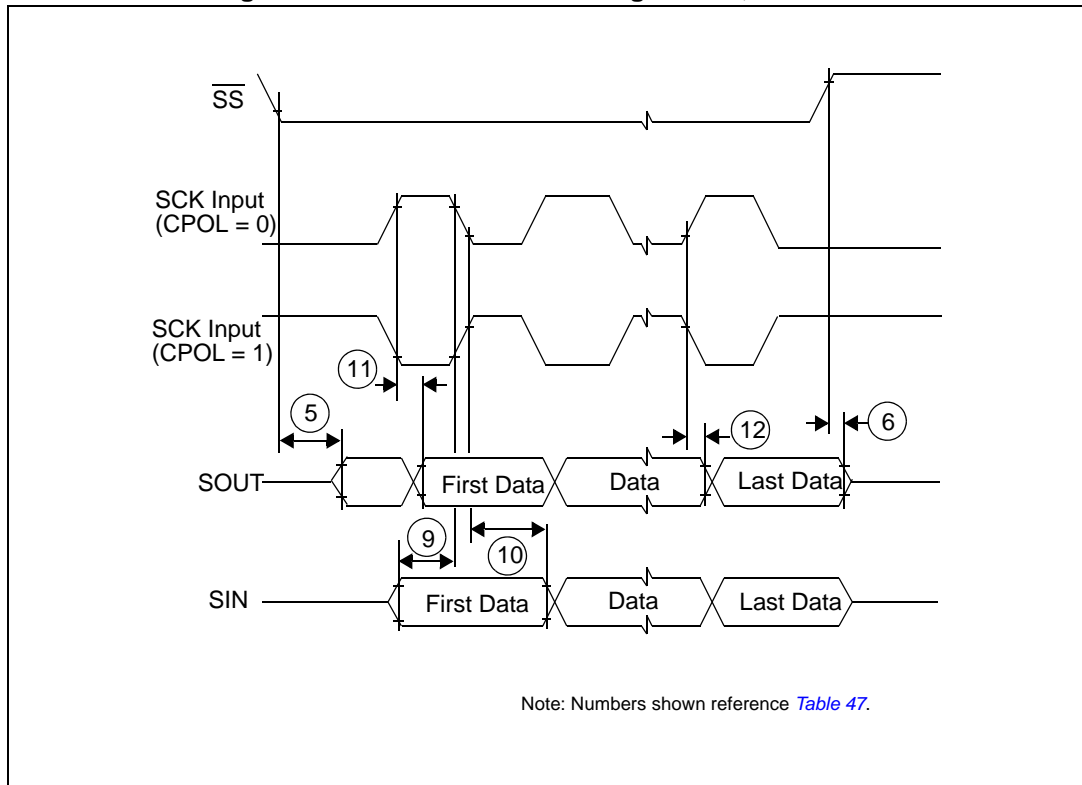 SS
SCK Input
(CPOL = 0)
SCK Input
(CPOL = 1)
11
5
12
6
SOUT
First Data
Data
Last Data
9
10
SIN
First Data
Data
Last Data
Note: Numbers shown reference Table 47.